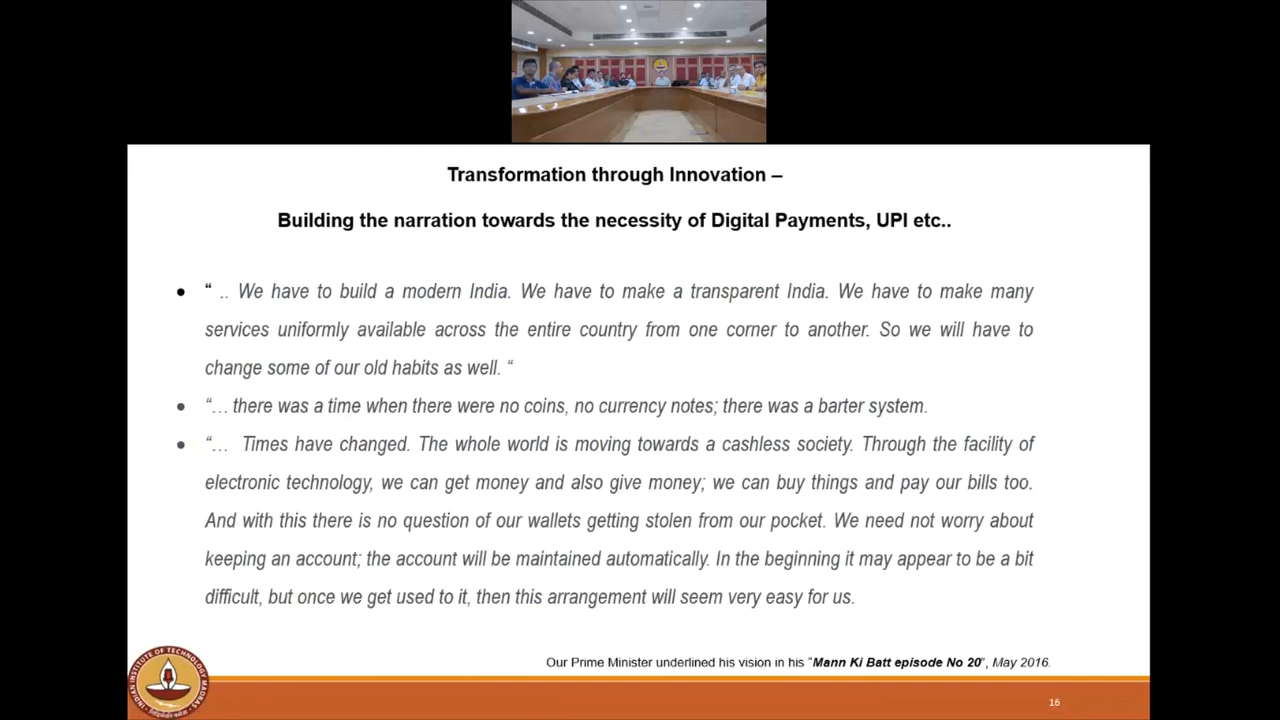 Transformation through Innovation –
Building the narration towards the necessity of Digital Payments, UPI etc..
• “ .. We have to build a modern India. We have to make a transparent India. We have to make many
services uniformly available across the entire country from one corner to another. So we will have to
change some of our old habits as well. “
• “… there was a time when there were no coins, no currency notes; there was a barter system.
• “… Times have changed. The whole world is moving towards a cashless society. Through the facility of
electronic technology, we can get money and also give money; we can buy things and pay our bills too.
And with this there is no question of our wallets getting stolen from our pocket. We need not worry about
keeping an account; the account will be maintained automatically. In the beginning it may appear to be a bit
difficult, but once we get used to it, then this arrangement will seem very easy for us.
Our Prime Minister underlined his vision in his “Mann Ki Batt episode No 20”, May 2016.
INDIAN INSTITUTE OF TECHNOLOGY MADRAS
16